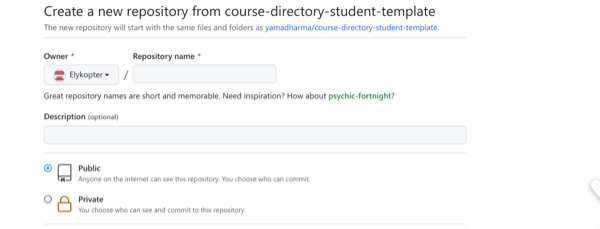 Create a new repository from course-directory-student-template
The new repository will start with the same files and folders as yamadharma/course-directory-student-template.
Owner * Repository name *
Elykopter /
Great repository names are short and memorable. Need inspiration? How about psychic-fortnight?
Description (optional)
Public
Anyone on the internet can see this repository. You choose who can commit.
Private
You choose who can see and commit to this repository.